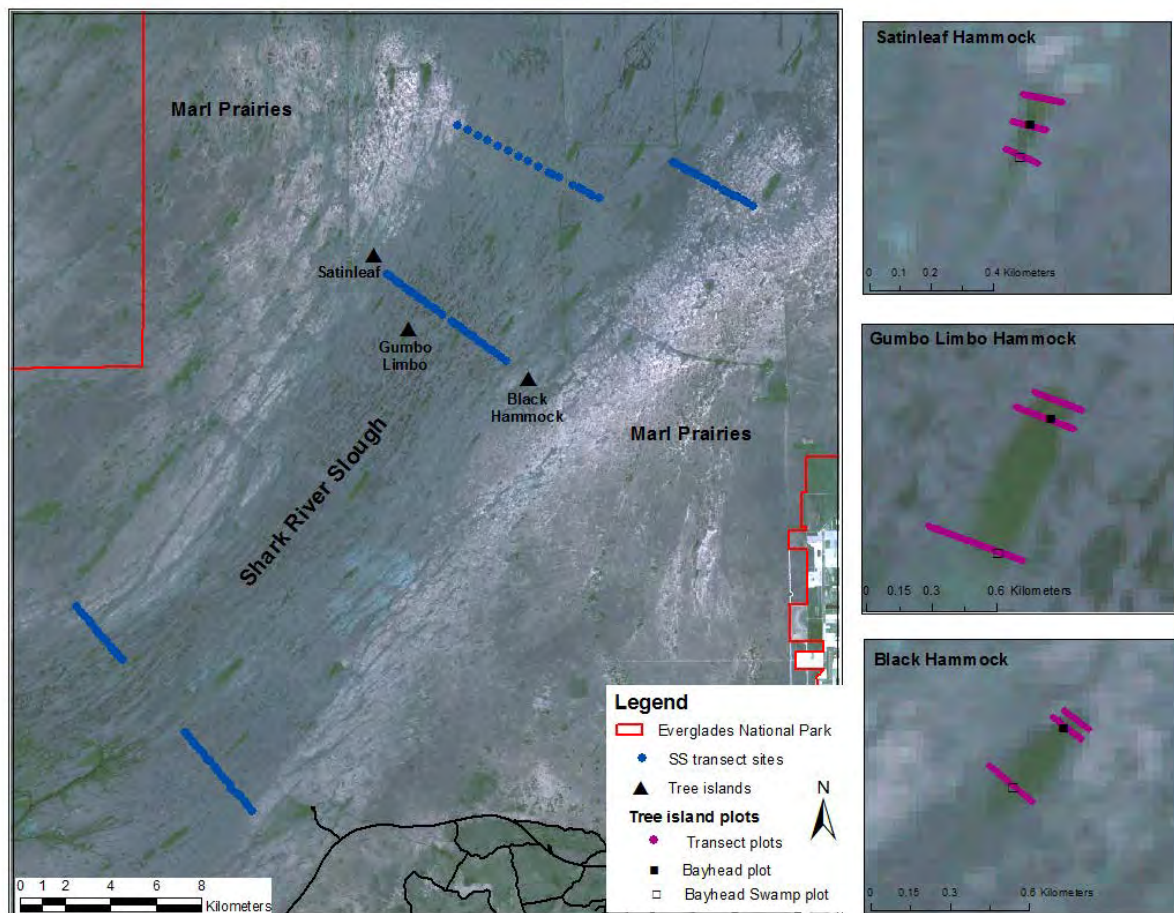 Marl Prairies
Satinleaf
Gumbo
Limbo
Black
Hammock
Marl Prairies
Shark River Slough
0 1 2 4 6 8
Kilometers
Legend
Everglades National Park
SS transect sites
Tree islands
Tree island plots
Transect plots
Bayhead plot
Bayhead Swamp plot
N
Satinleaf Hammock
0 0.1 0.2 0.4 Kilometers
Gumbo Limbo Hammock
0 0.15 0.3 0.6 Kilometers
Black Hammock
0 0.15 0.3 0.6 Kilometers